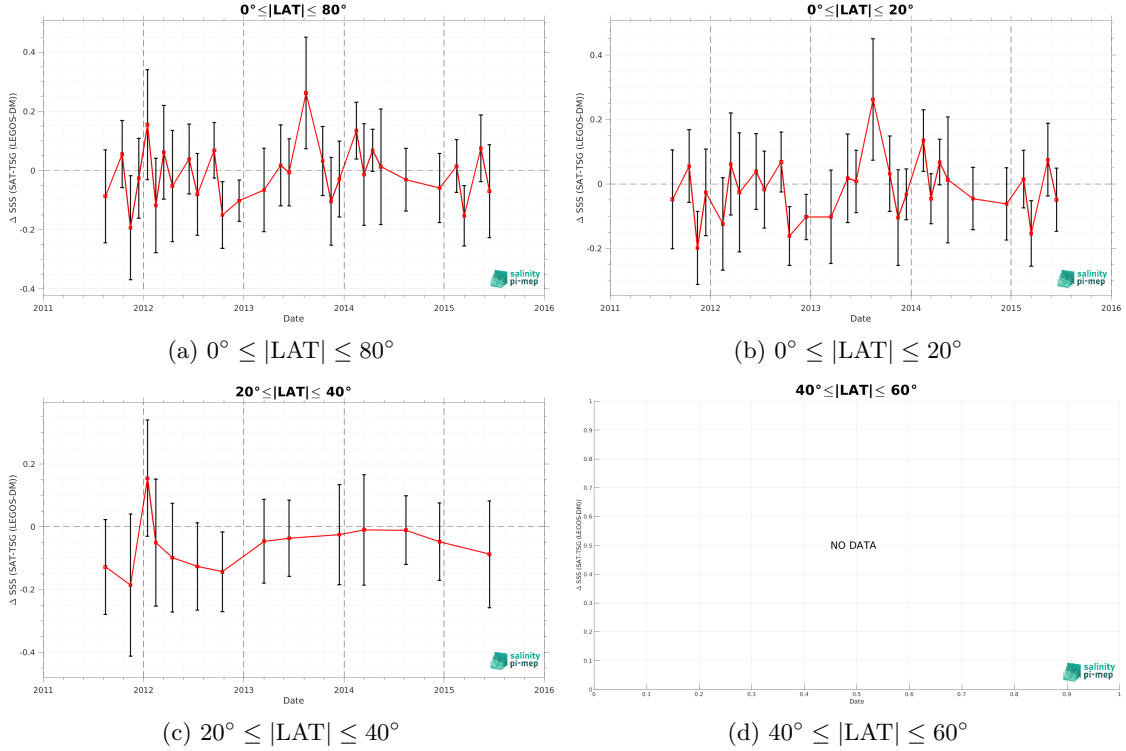 0°≤|LAT|≤ 80°
Δ SSS (SAT-TSG (LEGOS-DM))
0.4
0.2
0
-0.2
-0.4
2011 2012 2013 2014 2015 2016
Date
salinity
pi-mep
(a) 0° ≤ |LAT| ≤ 80°
0°≤|LAT|≤ 20°
Δ SSS (SAT-TSG (LEGOS-DM))
0.4
0.2
0
-0.2
2011 2012 2013 2014 2015 2016
Date
salinity
pi-mep
(b) 0° ≤ |LAT| ≤ 20°
20°≤|LAT|≤ 40°
Δ SSS (SAT-TSG (LEGOS-DM))
0.2
0
-0.2
-0.4
2011 2012 2013 2014 2015 2016
Date
salinity
pi-mep
(c) 20° ≤ |LAT| ≤ 40°
40°≤|LAT|≤ 60°
Δ SSS (SAT-TSG (LEGOS-DM))
1
0.9
0.8
0.7
0.6
0.5
0.4
0.3
0.2
0.1
0
NO DATA
0 0.1 0.2 0.3 0.4 0.5 0.6 0.7 0.8 0.9 1
Date
salinity
pi-mep
(d) 40° ≤ |LAT| ≤ 60°